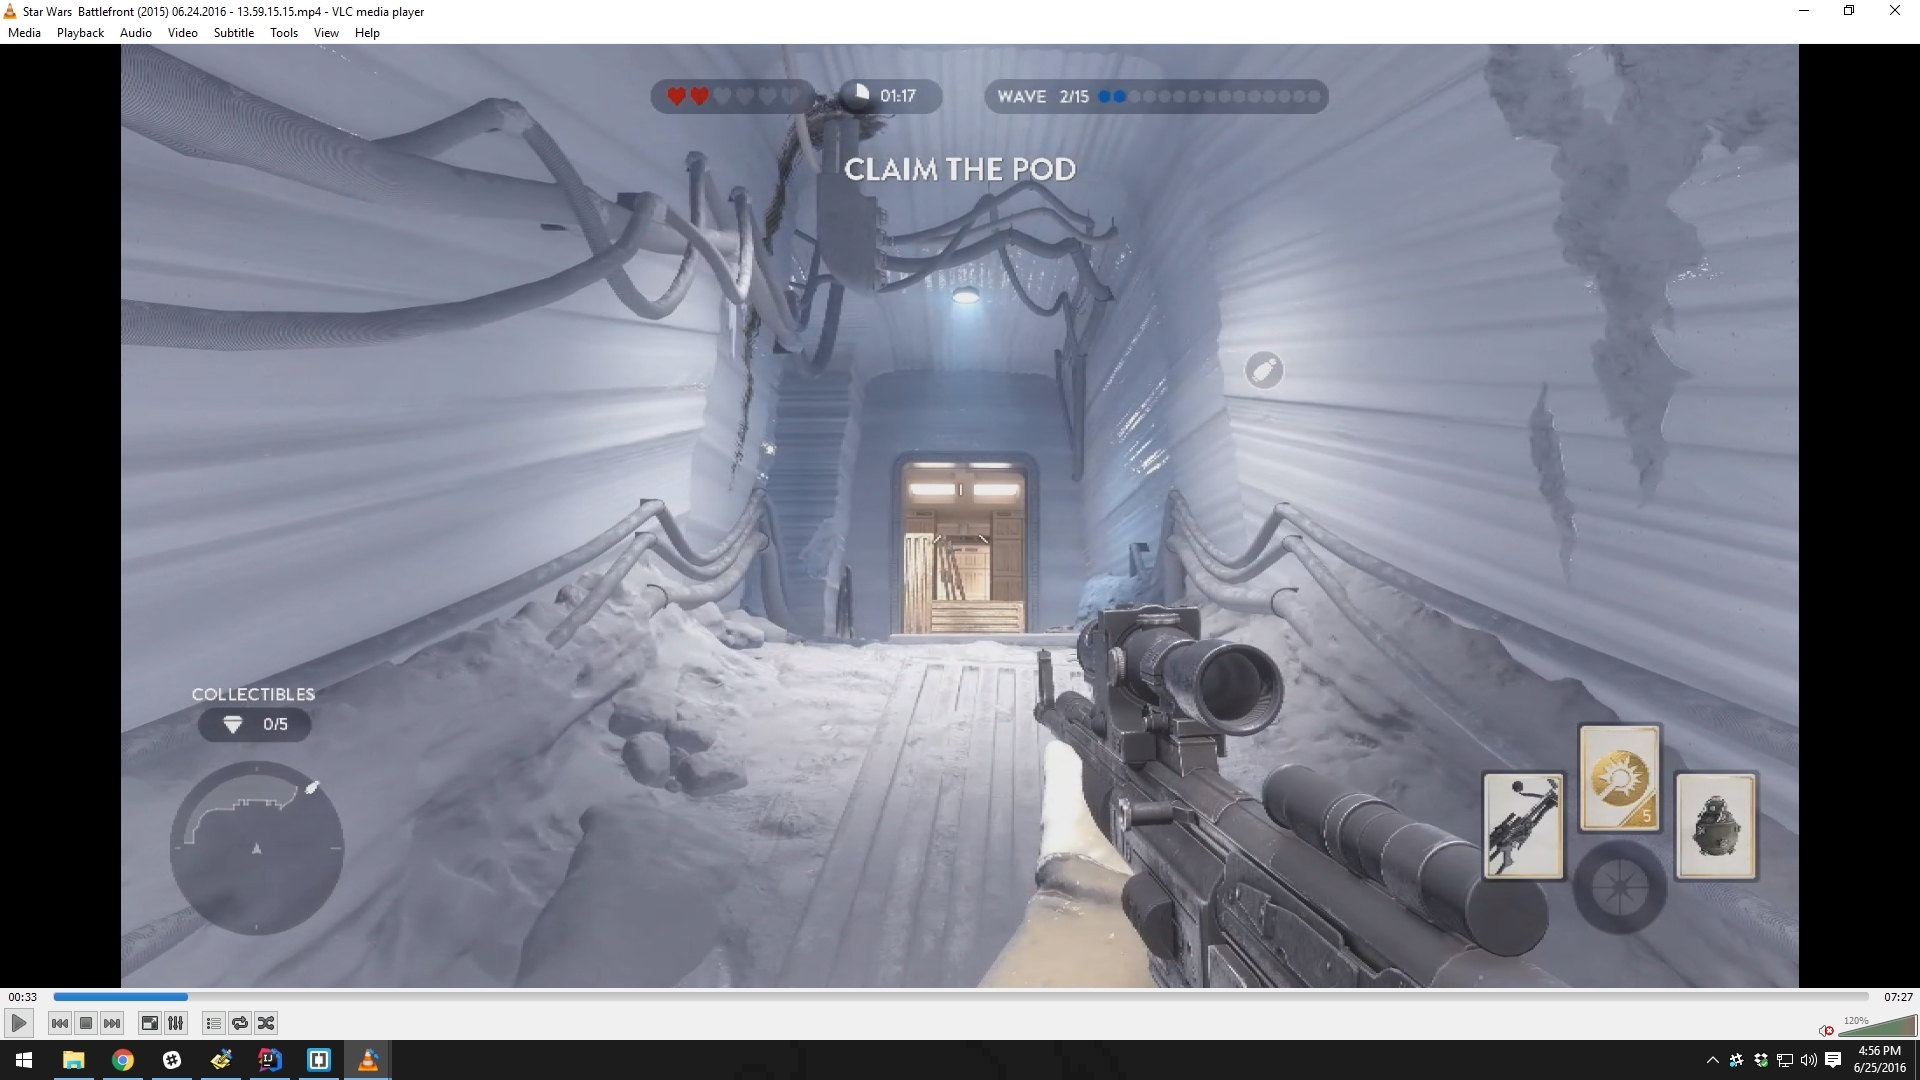 Star Wars  Battlefront (2015) 06.24.2016 - 13.59.15.15.mp4 - VLC media player
Media Playback Audio Video Subtitle Tools View Help
01:17
WAVE 2/15
CLAIM THE POD
COLLECTIBLES
0/5
5
00:33
07:27
120%
4:56 PM
6/25/2016